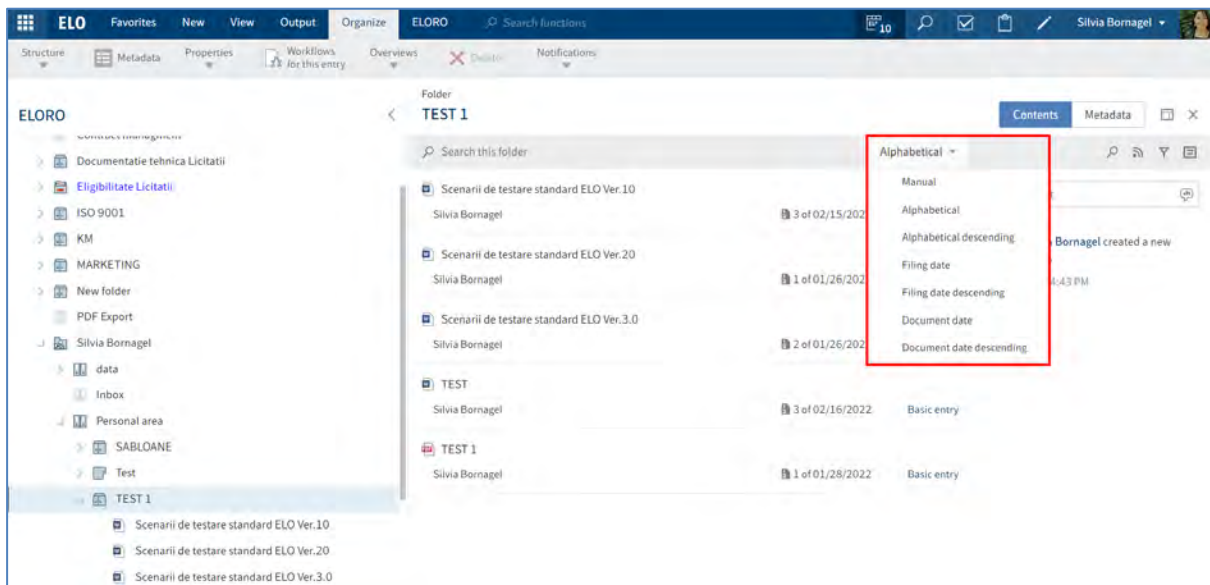 ELO Favorites New View Output Organize ELORO Search functions 10 Silvia Bornagel
Structure Metadata Properties Workflows for this entry Overviews Delete Notifications
ELORO
Folder
TEST 1
Contents Metadata
Search this folder
Alphabetical
Manual
Alphabetical
Alphabetical descending
Filing date
Filing date descending
Document date
Document date descending
Contract managment
Documentatie tehnica Licitatii
Eligibilitate Licitatii
ISO 9001
KM
MARKETING
New folder
PDF Export
Silvia Bornagel
data
Inbox
Personal area
SABLOANE
Test
TEST 1
Scenarii de testare standard ELO Ver.10
Scenarii de testare standard ELO Ver.20
Scenarii de testare standard ELO Ver.3.0
Scenarii de testare standard ELO Ver.10
Silvia Bornagel 3 of 02/15/202
Scenarii de testare standard ELO Ver.20
Silvia Bornagel 1 of 01/26/202
Scenarii de testare standard ELO Ver.3.0
Silvia Bornagel 2 of 01/26/202
TEST
Silvia Bornagel 3 of 02/16/2022 Basic entry
TEST 1
Silvia Bornagel 1 of 01/28/2022 Basic entry
Bornagel created a new
4:43 PM